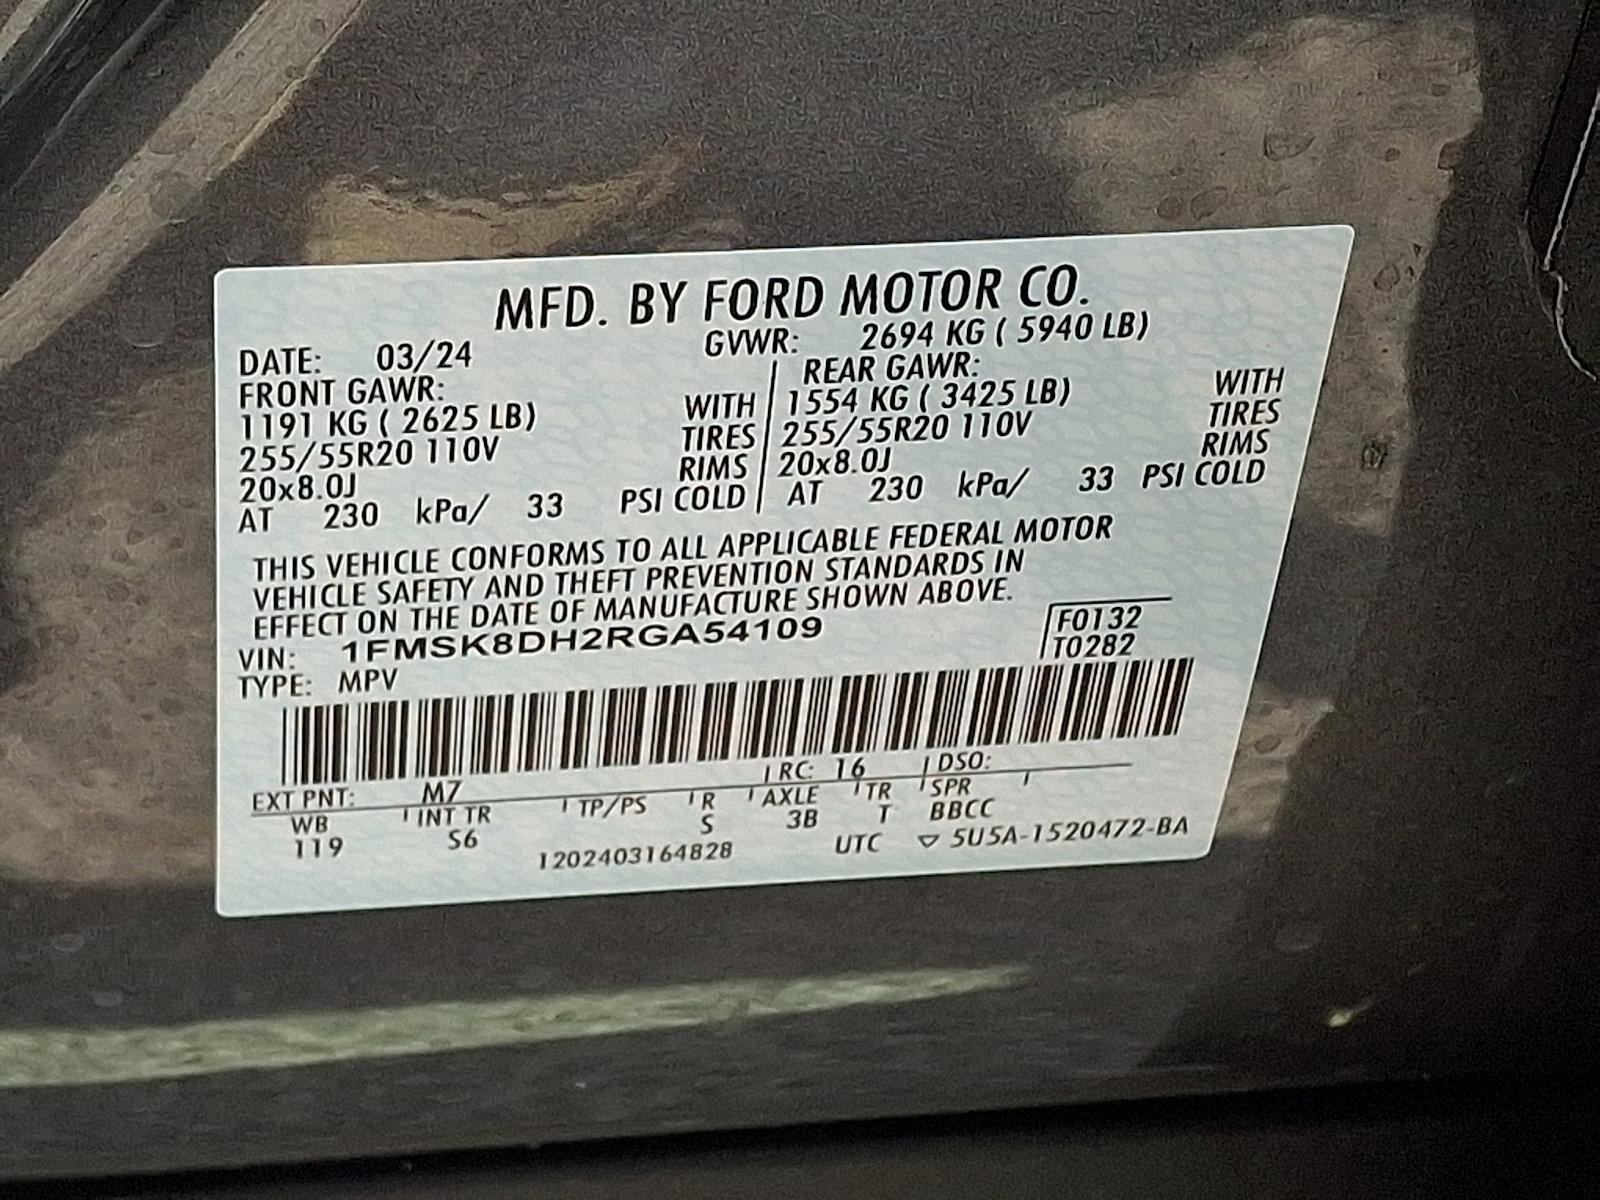 MFD. BY FORD MOTOR CO.
DATE: 03/24 GVWR: 2694 KG ( 5940 LB)
FRONT GAWR: REAR GAWR:
1191 KG ( 2625 LB) WITH 1554 KG ( 3425 LB) WITH
255/55R20 110V TIRES 255/55R20 110V TIRES
20x8.0J RIMS 20x8.0J RIMS
AT 230 kPa/ 33 PSI COLD AT 230 kPa/ 33 PSI COLD
THIS VEHICLE CONFORMS TO ALL APPLICABLE FEDERAL MOTOR
VEHICLE SAFETY AND THEFT PREVENTION STANDARDS IN
EFFECT ON THE DATE OF MANUFACTURE SHOWN ABOVE.
VIN: 1FMSK8DH2RGA54109 F0132
TYPE: MPV T0282
EXT PNT: M7 RC: 16 DSO:
WB INT TR TP/PS R AXLE TR SPR
119 S6 S 3B T BBCC
1202403164828 UTC ▽ 5U5A-1520472-BA